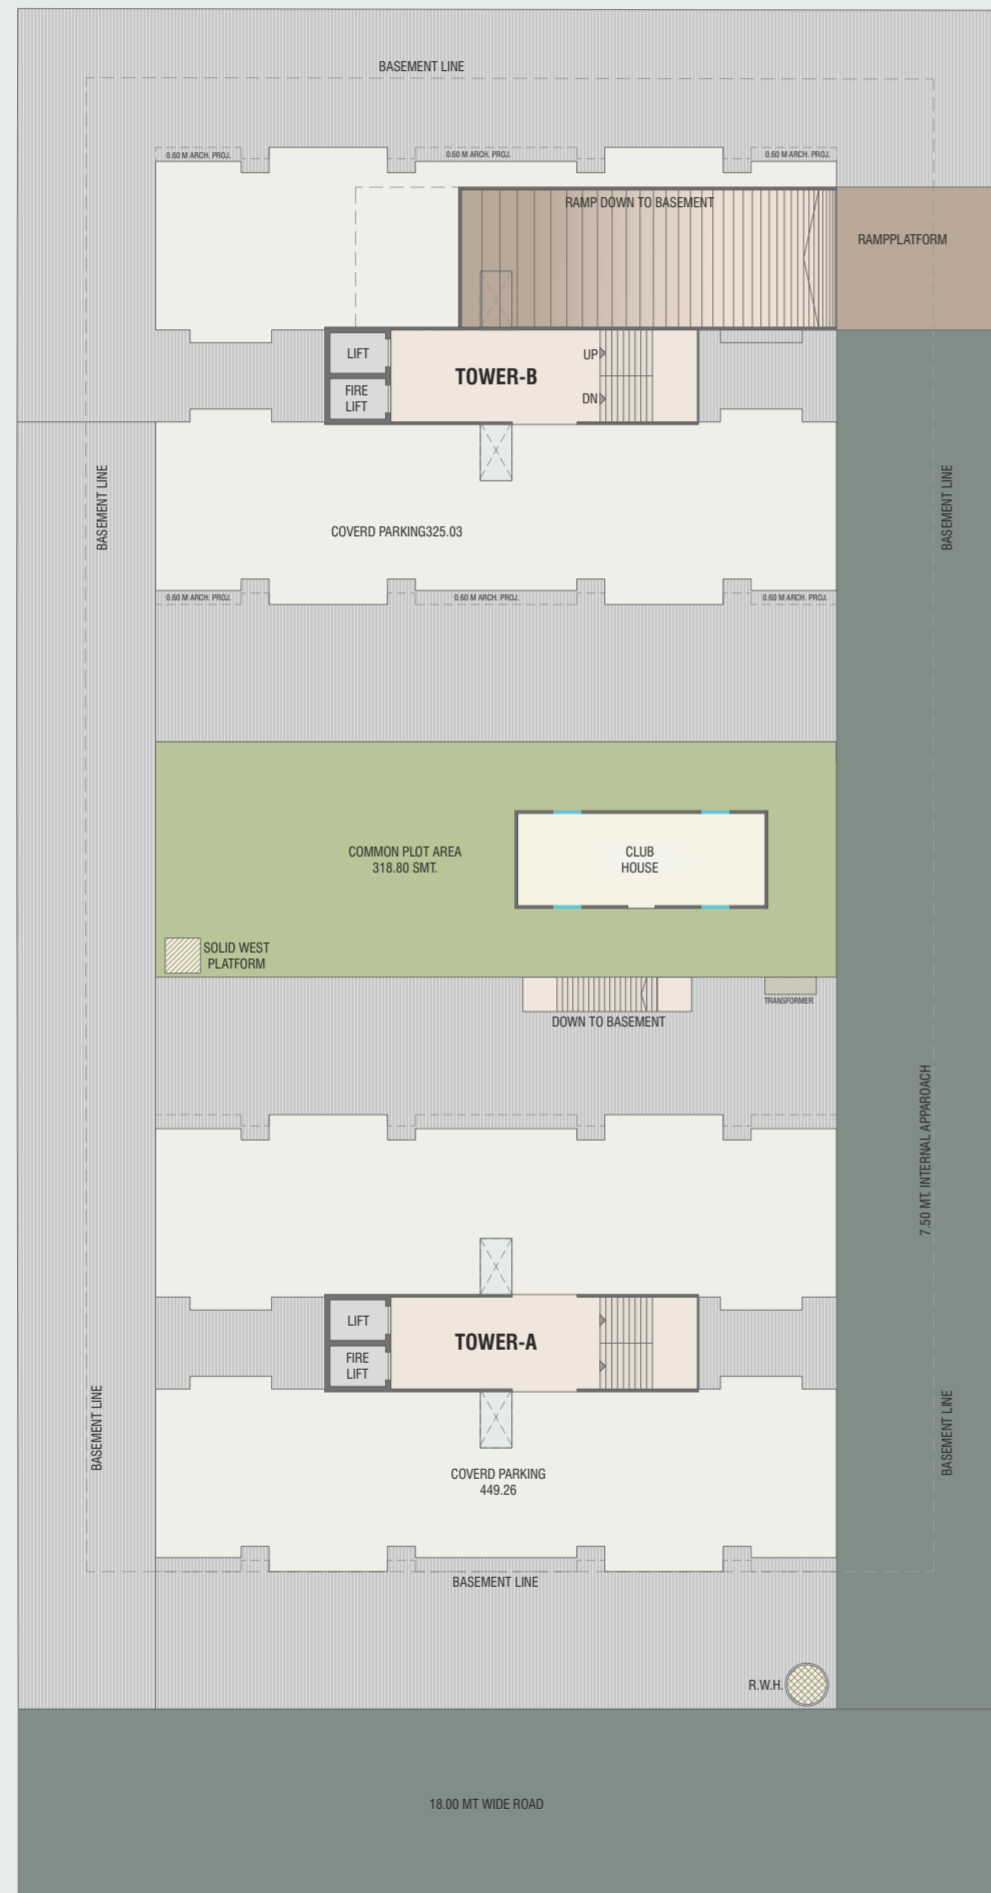 BASEMENT LINE
0.60 M ARCH. PROJ.
0.60 M ARCH. PROJ.
0.60 M ARCH. PROJ.
RAMP DOWN TO BASEMENT
RAMPPLATFORM
LIFT
FIRE
LIFT
TOWER-B
UP
DN
BASEMENT LINE
BASEMENT LINE
COVERD PARKING325.03
0.60 M ARCH. PROJ.
0.60 M ARCH. PROJ.
0.60 M ARCH. PROJ.
COMMON PLOT AREA
318.80 SMT.
CLUB
HOUSE
SOLID WEST
PLATFORM
TRANSFORMER
DOWN TO BASEMENT
7.50 MT. INTERNAL APPAROACH
LIFT
FIRE
LIFT
TOWER-A
BASEMENT LINE
BASEMENT LINE
COVERD PARKING
449.26
BASEMENT LINE
R.W.H.
18.00 MT WIDE ROAD